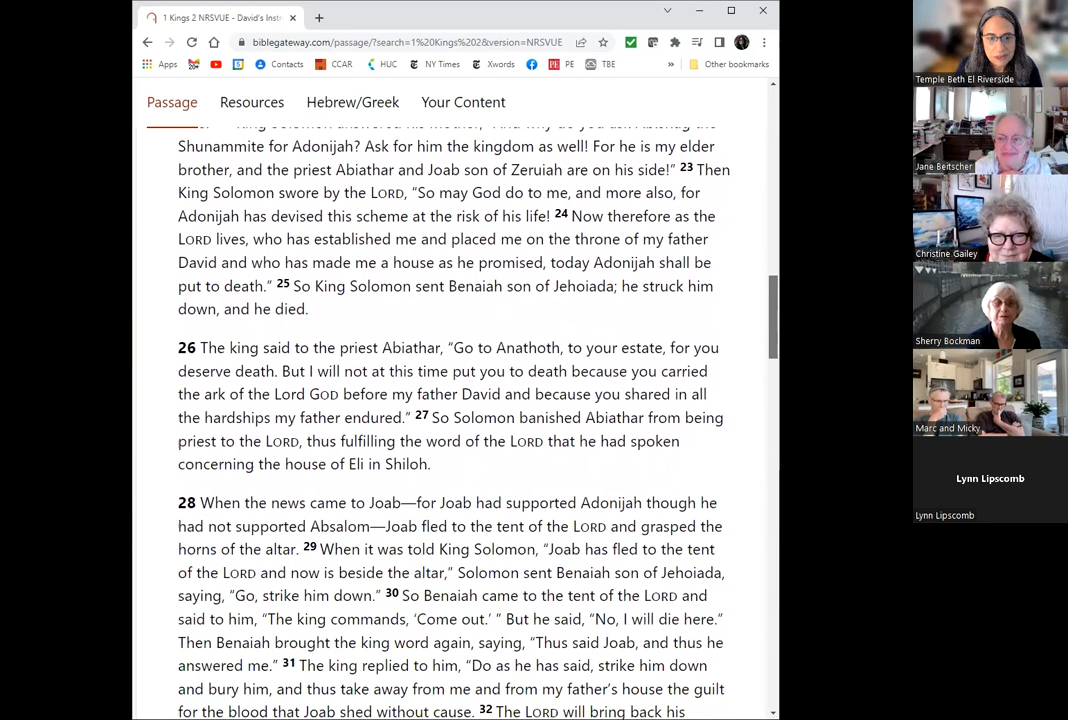 1 Kings 2 NRSVUE - David's Inst
biblegateway.com/passage/?search=1%20Kings%202&version=NRSVUE
Apps
Contacts
CCAR
HUC
NY Times
Xwords
PE
TBE
»
Other bookmarks
Passage
Resources
Hebrew/Greek
Your Content
King Solomon answered his mother, "And why do you ask Abishag the
Shunammite for Adonijah? Ask for him the kingdom as well! For he is my elder
brother, and the priest Abiathar and Joab son of Zeruiah are on his side!" 23 Then
King Solomon swore by the LORD, "So may God do to me, and more also, for
Adonijah has devised this scheme at the risk of his life! 24 Now therefore as the
LORD lives, who has established me and placed me on the throne of my father
David and who has made me a house as he promised, today Adonijah shall be
put to death." 25 So King Solomon sent Benaiah son of Jehoiada; he struck him
down, and he died.
26 The king said to the priest Abiathar, "Go to Anathoth, to your estate, for you
deserve death. But I will not at this time put you to death because you carried
the ark of the Lord GOD before my father David and because you shared in all
the hardships my father endured." 27 So Solomon banished Abiathar from being
priest to the LORD, thus fulfilling the word of the LORD that he had spoken
concerning the house of Eli in Shiloh.
28 When the news came to Joab—for Joab had supported Adonijah though he
had not supported Absalom—Joab fled to the tent of the LORD and grasped the
horns of the altar. 29 When it was told King Solomon, "Joab has fled to the tent
of the LORD and now is beside the altar," Solomon sent Benaiah son of Jehoiada,
saying, "Go, strike him down." 30 So Benaiah came to the tent of the LORD and
said to him, "The king commands, 'Come out.' " But he said, "No, I will die here."
Then Benaiah brought the king word again, saying, "Thus said Joab, and thus he
answered me." 31 The king replied to him, "Do as he has said, strike him down
and bury him, and thus take away from me and from my father's house the guilt
for the blood that Joab shed without cause. 32 The LORD will bring back his
Temple Beth El Riverside
Jane Beitscher
Christine Gailey
Sherry Bockman
Marc and Micky
Lynn Lipscomb
Lynn Lipscomb